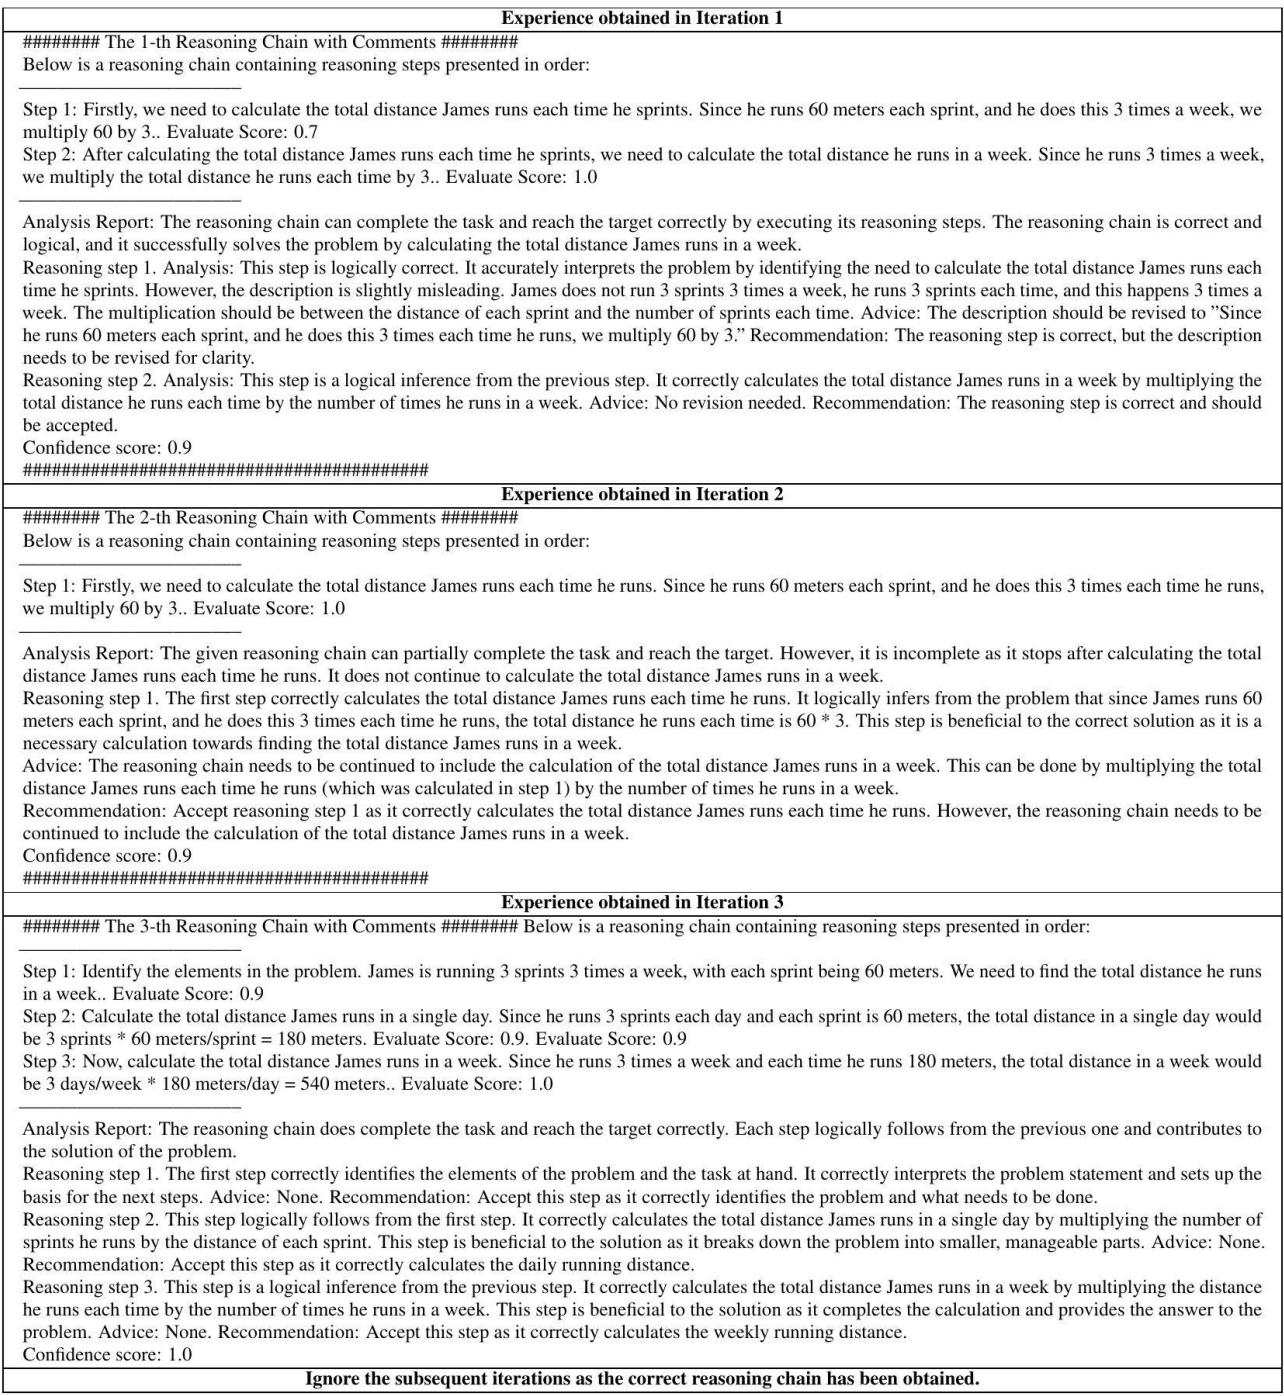 Experience obtained in Iteration 1
######## The 1-th Reasoning Chain with Comments ########
Below is a reasoning chain containing reasoning steps presented in order:
Step 1: Firstly, we need to calculate the total distance James runs each time he sprints. Since he runs 60 meters each sprint, and he does this 3 times a week, we
multiply 60 by 3.. Evaluate Score: 0.7
Step 2: After calculating the total distance James runs each time he sprints, we need to calculate the total distance he runs in a week. Since he runs 3 times a week,
we multiply the total distance he runs each time by 3.. Evaluate Score: 1.0
Analysis Report: The reasoning chain can complete the task and reach the target correctly by executing its reasoning steps. The reasoning chain is correct and
logical, and it successfully solves the problem by calculating the total distance James runs in a week.
Reasoning step 1. Analysis: This step is logically correct. It accurately interprets the problem by identifying the need to calculate the total distance James runs each
time he sprints. However, the description is slightly misleading. James does not run 3 sprints 3 times a week, he runs 3 sprints each time, and this happens 3 times a
week. The multiplication should be between the distance of each sprint and the number of sprints each time. Advice: The description should be revised to ”Since
he runs 60 meters each sprint, and he does this 3 times each time he runs, we multiply 60 by 3.” Recommendation: The reasoning step is correct, but the description
needs to be revised for clarity.
Reasoning step 2. Analysis: This step is a logical inference from the previous step. It correctly calculates the total distance James runs in a week by multiplying the
total distance he runs each time by the number of times he runs in a week. Advice: No revision needed. Recommendation: The reasoning step is correct and should
be accepted.
Confidence score: 0.9
##########################################
Experience obtained in Iteration 2
######## The 2-th Reasoning Chain with Comments ########
Below is a reasoning chain containing reasoning steps presented in order:
Step 1: Firstly, we need to calculate the total distance James runs each time he runs. Since he runs 60 meters each sprint, and he does this 3 times each time he runs,
we multiply 60 by 3.. Evaluate Score: 1.0
Analysis Report: The given reasoning chain can partially complete the task and reach the target. However, it is incomplete as it stops after calculating the total
distance James runs each time he runs. It does not continue to calculate the total distance James runs in a week.
Reasoning step 1. The first step correctly calculates the total distance James runs each time he runs. It logically infers from the problem that since James runs 60
meters each sprint, and he does this 3 times each time he runs, the total distance he runs each time is 60 * 3. This step is beneficial to the correct solution as it is a
necessary calculation towards finding the total distance James runs in a week.
Advice: The reasoning chain needs to be continued to include the calculation of the total distance James runs in a week. This can be done by multiplying the total
distance James runs each time he runs (which was calculated in step 1) by the number of times he runs in a week.
Recommendation: Accept reasoning step 1 as it correctly calculates the total distance James runs each time he runs. However, the reasoning chain needs to be
continued to include the calculation of the total distance James runs in a week.
Confidence score: 0.9
##########################################
Experience obtained in Iteration 3
######## The 3-th Reasoning Chain with Comments ######## Below is a reasoning chain containing reasoning steps presented in order:
Step 1: Identify the elements in the problem. James is running 3 sprints 3 times a week, with each sprint being 60 meters. We need to find the total distance he runs
in a week.. Evaluate Score: 0.9
Step 2: Calculate the total distance James runs in a single day. Since he runs 3 sprints each day and each sprint is 60 meters, the total distance in a single day would
be 3 sprints * 60 meters/sprint = 180 meters. Evaluate Score: 0.9. Evaluate Score: 0.9
Step 3: Now, calculate the total distance James runs in a week. Since he runs 3 times a week and each time he runs 180 meters, the total distance in a week would
be 3 days/week * 180 meters/day = 540 meters.. Evaluate Score: 1.0
Analysis Report: The reasoning chain does complete the task and reach the target correctly. Each step logically follows from the previous one and contributes to
the solution of the problem.
Reasoning step 1. The first step correctly identifies the elements of the problem and the task at hand. It correctly interprets the problem statement and sets up the
basis for the next steps. Advice: None. Recommendation: Accept this step as it correctly identifies the problem and what needs to be done.
Reasoning step 2. This step logically follows from the first step. It correctly calculates the total distance James runs in a single day by multiplying the number of
sprints he runs by the distance of each sprint. This step is beneficial to the solution as it breaks down the problem into smaller, manageable parts. Advice: None.
Recommendation: Accept this step as it correctly calculates the daily running distance.
Reasoning step 3. This step is a logical inference from the previous step. It correctly calculates the total distance James runs in a week by multiplying the distance
he runs each time by the number of times he runs in a week. This step is beneficial to the solution as it completes the calculation and provides the answer to the
problem. Advice: None. Recommendation: Accept this step as it correctly calculates the weekly running distance.
Confidence score: 1.0
Ignore the subsequent iterations as the correct reasoning chain has been obtained.